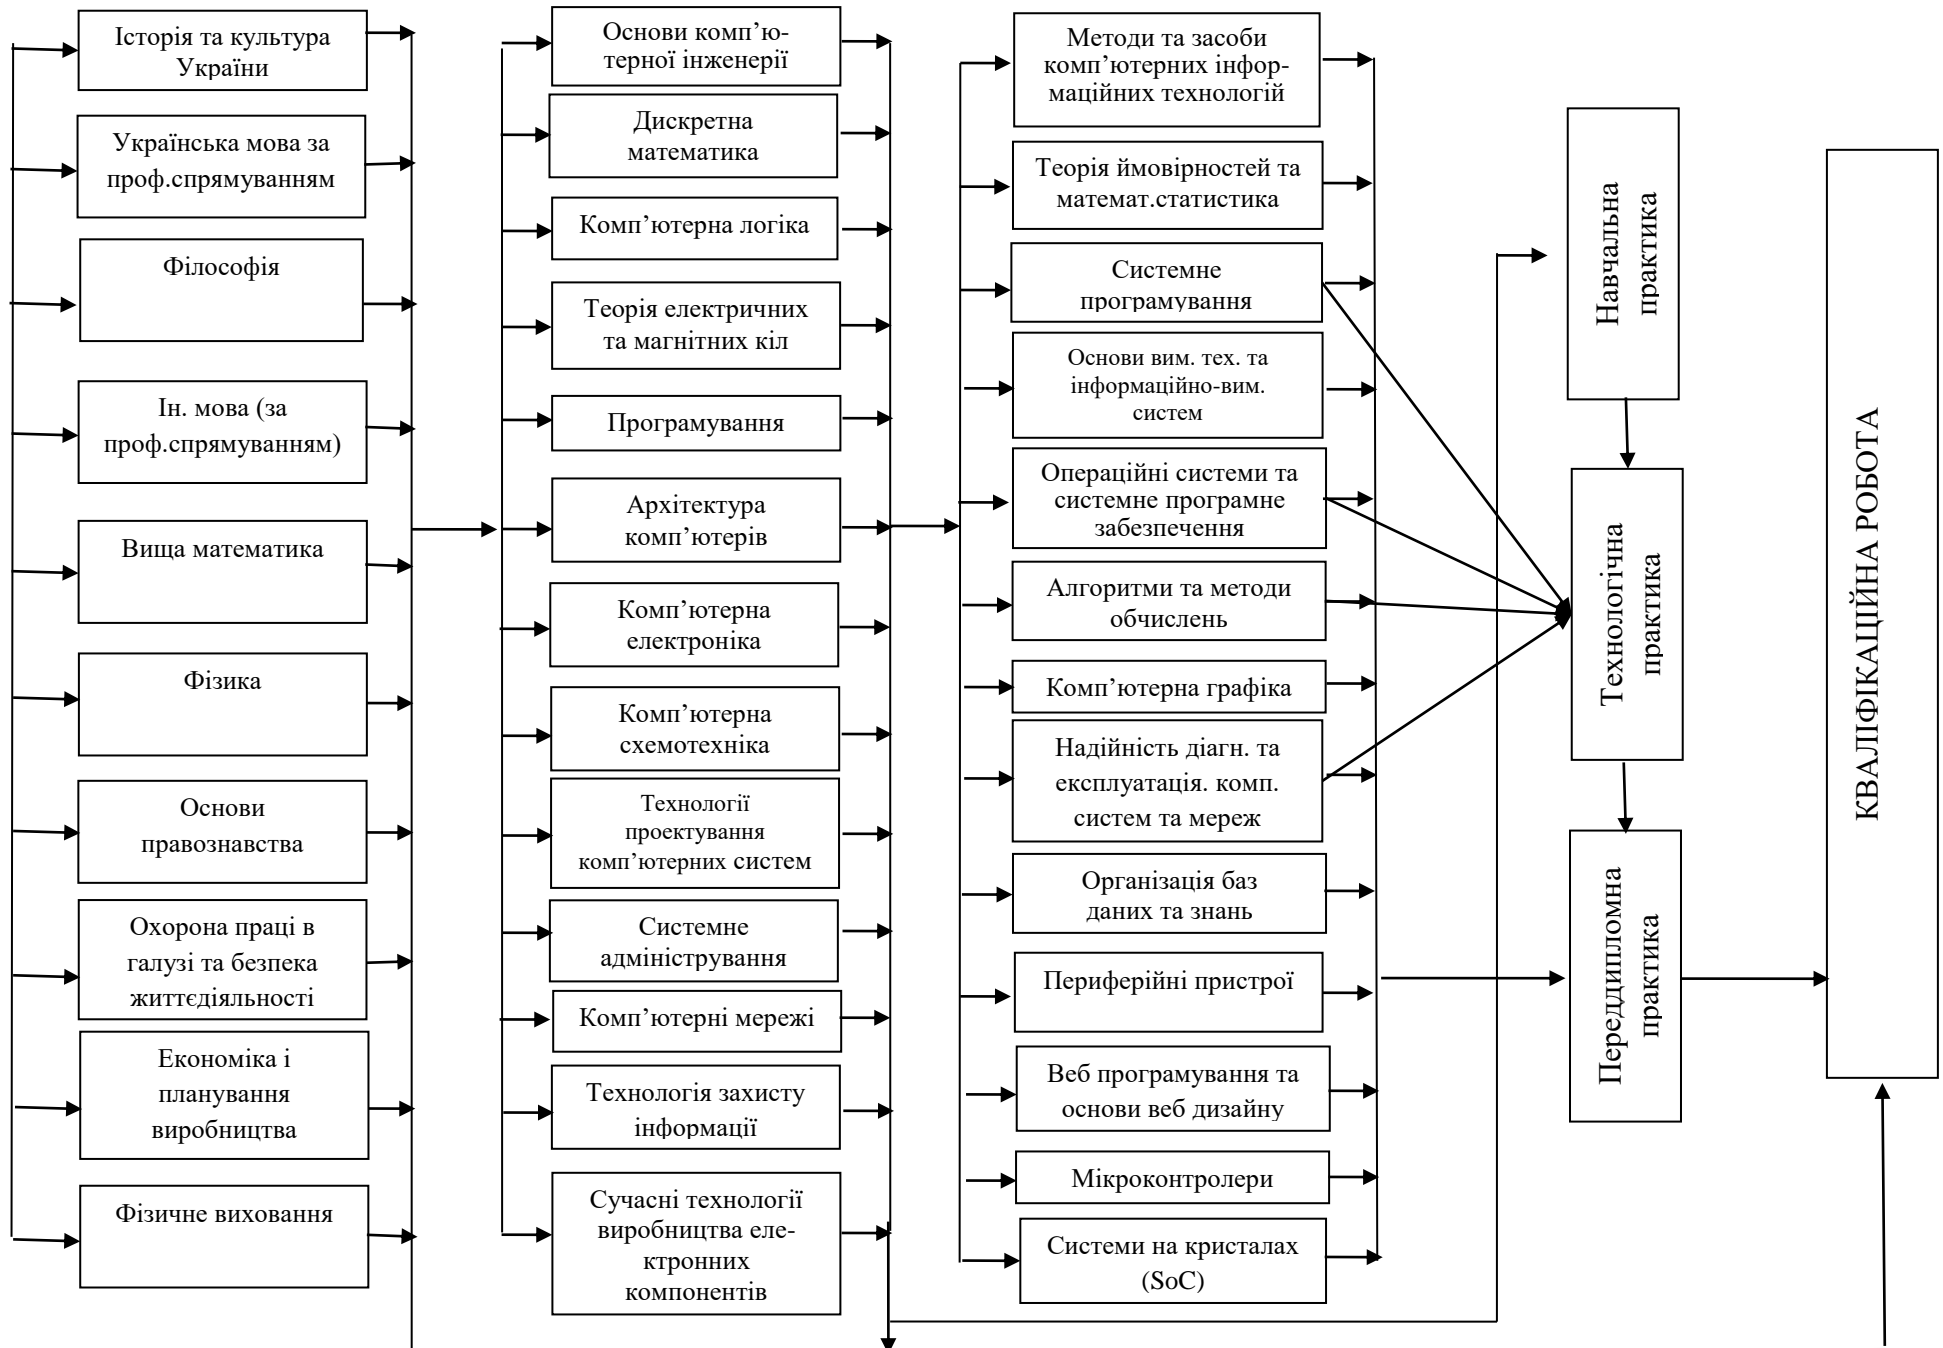 Історія та культура
України
Українська мова за
проф.спрямуванням
Філософія
Ін. мова (за
проф.спрямуванням)
Вища математика
Фізика
Основи
правознавства
Охорона праці в
галузі та безпека
життєдіяльності
Економіка і
планування
виробництва
Фізичне виховання
Основи комп’ю-
терної інженерії
Дискретна
математика
Комп’ютерна логіка
Теорія електричних
та магнітних кіл
Програмування
Архітектура
комп’ютерів
Комп’ютерна
електроніка
Комп’ютерна
схемотехніка
Технології
проектування
комп’ютерних систем
Системне
адміністрування
Комп’ютерні мережі
Технологія захисту
інформації
Сучасні технології
виробництва еле-
ктронних
компонентів
Методи та засоби
комп’ютерних інфор-
маційних технологій
Теорія ймовірностей та
математ.статистика
Системне
програмування
Основи вим. тех. та
інформаційно-вим.
систем
Операційні системи та
системне програмне
забезпечення
Алгоритми та методи
обчислень
Комп’ютерна графіка
Надійність діагн. та
експлуатація. комп.
систем та мереж
Організація баз
даних та знань
Периферійні пристрої
Веб програмування та
основи веб дизайну
Мікроконтролери
Системи на кристалах
(SoC)
Навчальна
практика
Технологічна
практика
Переддипломна
практика
КВАЛІФІКАЦІЙНА РОБОТА